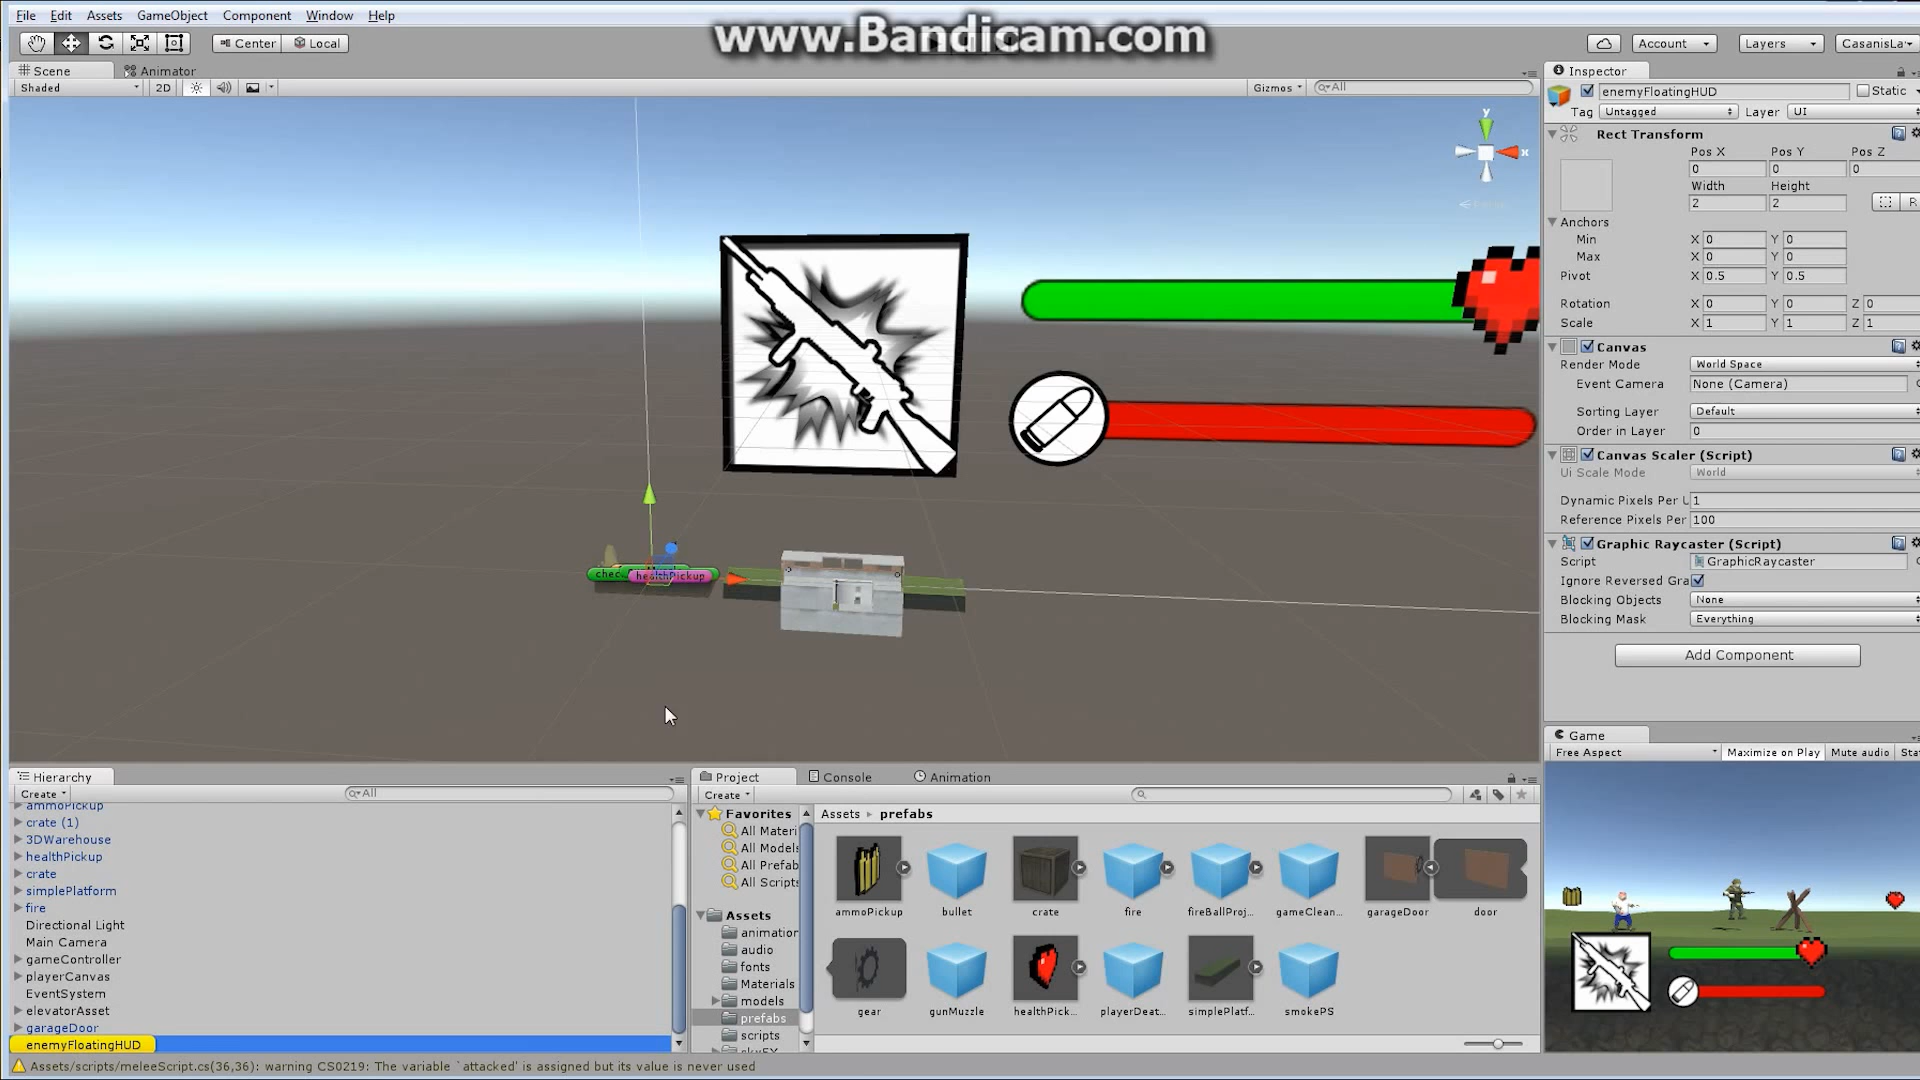 File Edit Assets GameObject Component Window Help
www.Bandicam.com
Center Local
Account Layers CasanisLa
Scene Animator
Shaded 2D Gizmos All
Inspector
enemyFloatingHUD Static
Tag Untagged Layer UI
Rect Transform
Pos X Pos Y Pos Z
0 0 0
Width Height
2 2
R
Anchors
Min X 0 Y 0
Max X 0 Y 0
Pivot X 0.5 Y 0.5
Rotation X 0 Y 0 Z 0
Scale X 1 Y 1 Z 1
Canvas
Render Mode World Space
Event Camera None (Camera)
Sorting Layer Default
Order in Layer 0
Canvas Scaler (Script)
Ui Scale Mode World
Dynamic Pixels Per U 1
Reference Pixels Per 100
Graphic Raycaster (Script)
Script GraphicRaycaster
Ignore Reversed Gra
Blocking Objects None
Blocking Mask Everything
Add Component
y
x
chec healthPickup
Game
Free Aspect Maximize on Play Mute audio Sta
Hierarchy
Create All
ammoPickup
crate (1)
3DWarehouse
healthPickup
crate
simplePlatform
fire
Directional Light
Main Camera
gameController
playerCanvas
EventSystem
elevatorAsset
garageDoor
enemyFloatingHUD
Project Console Animation
Create
Favorites
All Materi
All Models
All Prefab
All Scripts
Assets
animation
audio
fonts
Materials
models
prefabs
scripts
Assets prefabs
ammoPickup bullet crate fire fireBallProj... gameClean... garageDoor door
gear gunMuzzle healthPick... playerDeat... simplePlatf... smokePS
Assets/scripts/meleeScript.cs(36,36): warning CS0219: The variable `attacked' is assigned but its value is never used